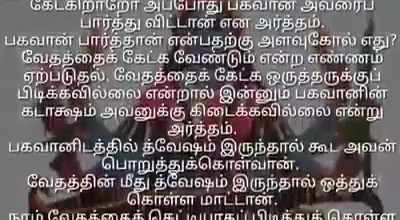 கேட்கிறாரோ அப்போது பகவான் அவரைப்
பார்த்து விட்டான் என அர்த்தம்.
பகவான் பார்த்தான் என்பதற்கு அளவுகோல் எது?
வேதத்தைக் கேட்க வேண்டும் என்ற எண்ணம்
ஏற்படுதல். வேதத்தைக் கேட்க ஒருத்தருக்குப்
பிடிக்கவில்லை என்றால் இன்னும் பகவானின்
கடாக்ஷம் அவனுக்கு கிடைக்கவில்லை என்று
அர்த்தம்.
பகவானிடத்தில் த்வேஷம் இருந்தால் கூட அவன்
பொறுத்துக்கொள்வான்.
வேதத்தின் மீது த்வேஷம் இருந்தால் ஒத்துக்
கொள்ள மாட்டான்.
நாம் வேதத்தைக் கெட்டியாகப் பிடித்துக் கொள்ள